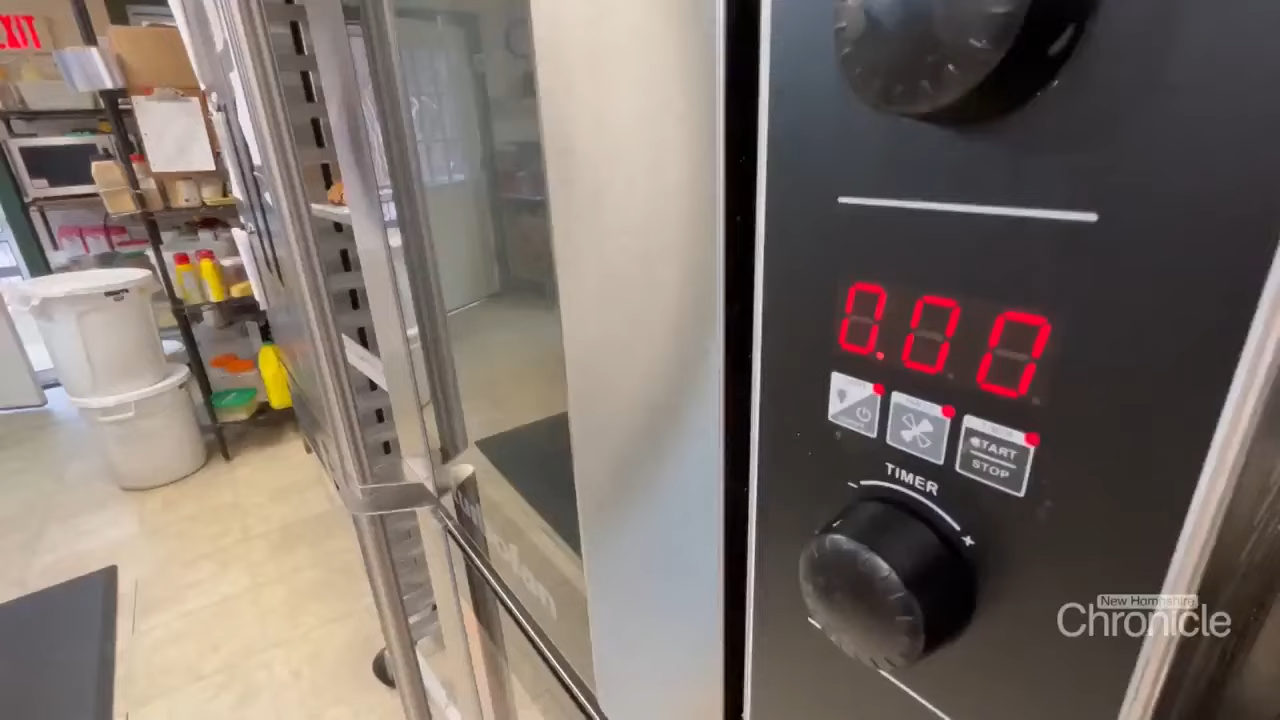 EXIT
0.00
START
STOP
TIMER
- +
New Hampshire
Chronicle